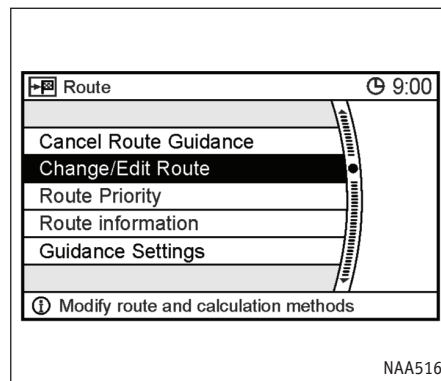 Route 9:00
Cancel Route Guidance
Change/Edit Route
Route Priority
Route information
Guidance Settings
Modify route and calculation methods
NAA516